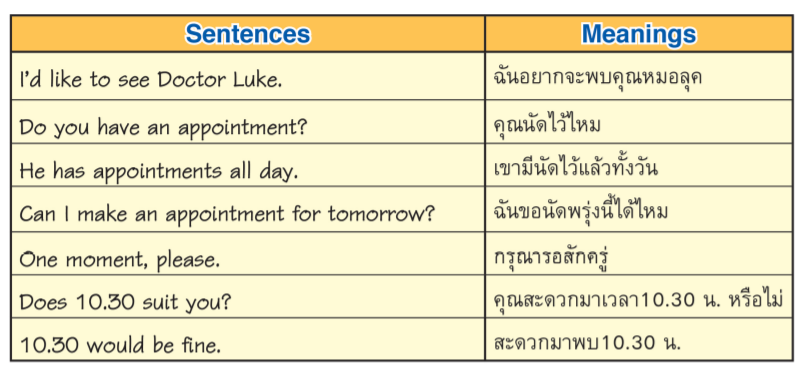 Sentences Meanings
I'd like to see Doctor Luke. ฉันอยากจะพบคุณหมอลุค
Do you have an appointment? คุณนัดไว้ไหม
He has appointments all day. เขามีนัดไว้แล้วทั้งวัน
Can I make an appointment for tomorrow? ฉันขอนัดพรุ่งนี้ได้ไหม
One moment, please. กรุณารอสักครู่
Does 10.30 suit you? คุณสะดวกมาเวลา10.30 น. หรือไม่
10.30 would be fine. สะดวกมาพบ10.30 น.